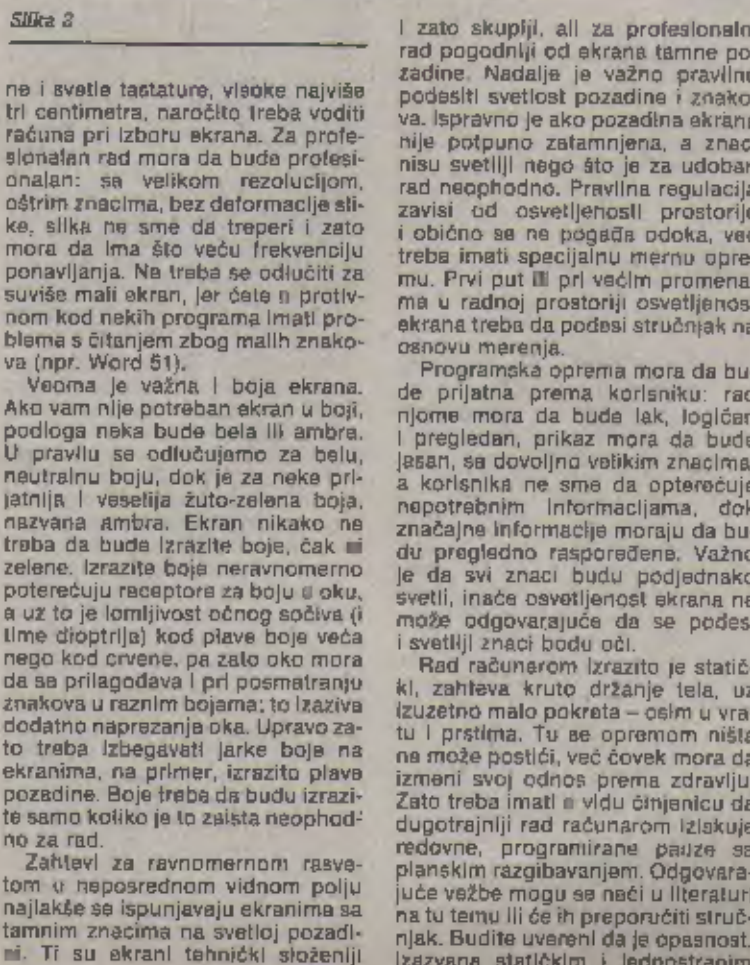 Slika 2
ne i svetle tastature, visoke najviše
tri centimetra, naročito treba voditi
računa pri izboru ekrana. Za profe-
sionalan rad mora da bude profesi-
onalan: sa velikom rezolucijom,
oštrim znacima, bez deformacije sli-
ke, slika ne sme da treperi i zato
mora da ima što veću frekvenciju
ponavljanja. Ne treba se odlučiti za
suviše mali ekran, jer ćete u protiv-
nom kod nekih programa imati pro-
blema s čitanjem zbog malih znako-
va (npr. Word 51).
Veoma je važna i boja ekrana.
Ako vam nije potreban ekran u boji,
podloga neka bude bela ili ambra.
U pravilu se odlučujemo za belu,
neutralnu boju, dok je za neke pri-
jatnija i veselija žuto-zelena boja,
nazvana ambra. Ekran nikako ne
treba da bude izrazite boje, čak ni
zelene. Izrazite boje neravnomerno
poterećuju receptore za boju u oku,
a uz to je lomljivost očnog sočiva (i
time dioptrija) kod plave boje veća
nego kod crvene, pa zato oko mora
da se prilagođava i pri posmatranju
znakova u raznim bojama; to izaziva
dodatno naprezanje oka. Upravo za-
to treba izbegavati jarke boje na
ekranima, na primer, izrazito plave
pozadine. Boje treba da budu izrazi-
te samo koliko je to zaista neophod-
no za rad.
Zahtevi za ravnomernom rasve-
tom u neposrednom vidnom polju
najlakše se ispunjavaju ekranima sa
tamnim znacima na svetloj pozadi-
ni. Ti su ekrani tehnički složeniji
i zato skuplji, ali za profesionaln
rad pogodniji od ekrana tamne po
zadine. Nadalje je važno pravilno
podesiti svetlost pozadine i znako
va. Ispravno je ako pozadina ekrana
nije potpuno zatamnjena, a znac
nisu svetliji nego što je za udoban
rad neophodno. Pravilna regulacija
zavisi od osvetljenosti prostorije
i obično se ne pogađa odoka, već
treba imati specijalnu mernu opre
mu. Prvi put i pri većim promena
ma u radnoj prostoriji osvetljenos
ekrana treba da podesi stručnjak na
osnovu merenja.
Programska oprema mora da bu
de prijatna prema korisniku: rad
njome mora da bude lak, logičan
i pregledan, prikaz mora da bude
jasan, sa dovoljno velikim znacima,
a korisnika ne sme da opterećuje
nepotrebnim informacijama, dok
značajne informacije moraju da bu
du pregledno raspoređene. Važno
je da svi znaci budu podjednako
svetli, inače osvetljenost ekrana ne
može odgovarajuće da se podesi
i svetliji znaci bodu oči.
Rad računarom izrazito je statič
ki, zahteva kruto držanje tela, uz
izuzetno malo pokreta – osim u vra
tu i prstima. Tu se opremom ništa
ne može postići, već čovek mora da
izmeni svoj odnos prema zdravlju.
Zato treba imati u vidu činjenicu da
dugotrajniji rad računarom iziskuje
redovne, programirane pauze sa
planskim razgibavanjem. Odgovara-
juće vežbe mogu se naći u literaturi
na tu temu ili će ih preporučiti struč-
njak. Budite uvereni da je opasnost,
izazvana statičkim i jednostranim